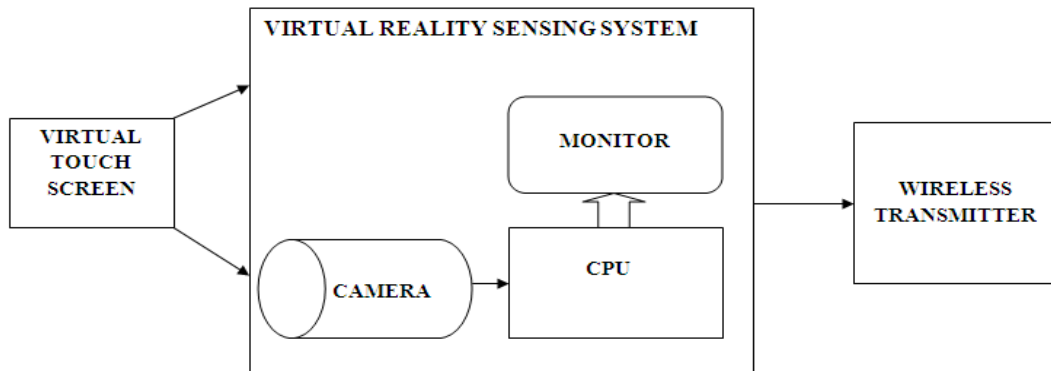 VIRTUAL REALITY SENSING SYSTEM
VIRTUAL
TOUCH
SCREEN
MONITOR
CAMERA
CPU
WIRELESS
TRANSMITTER